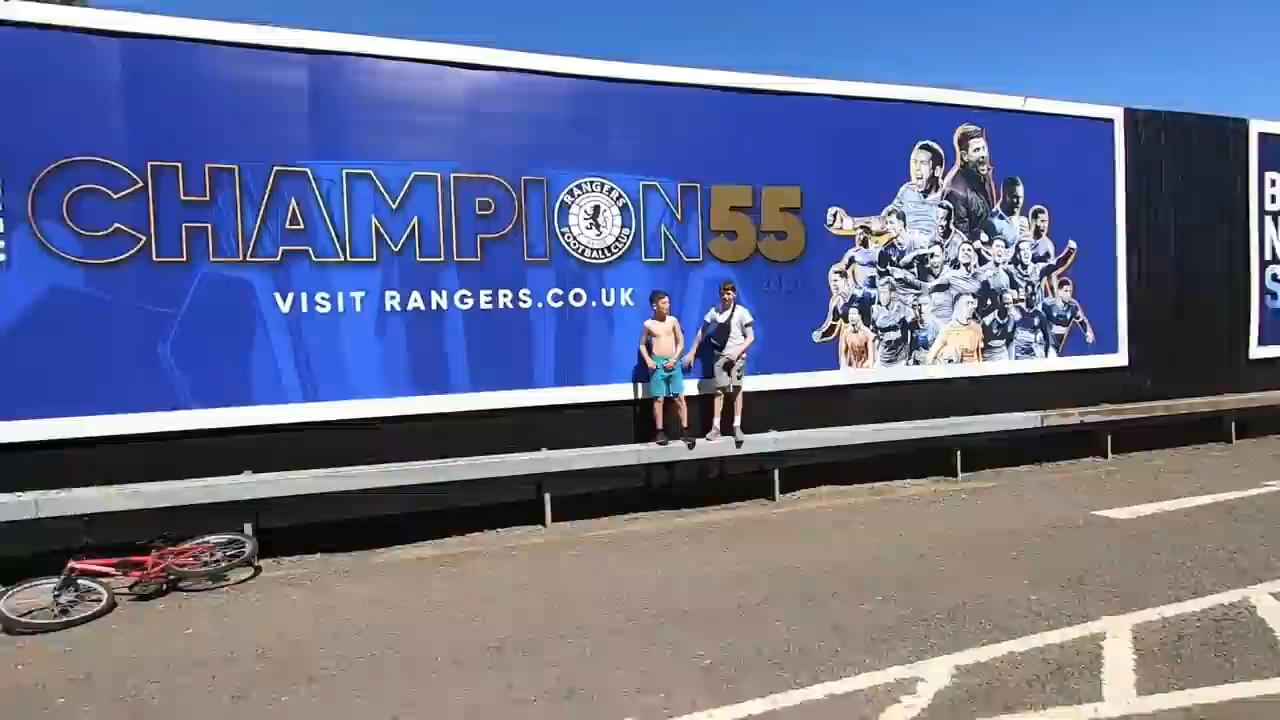 CHAMPION55
VISIT RANGERS.CO.UK
RANGERS
FOOTBALL CLUB
B
N
S